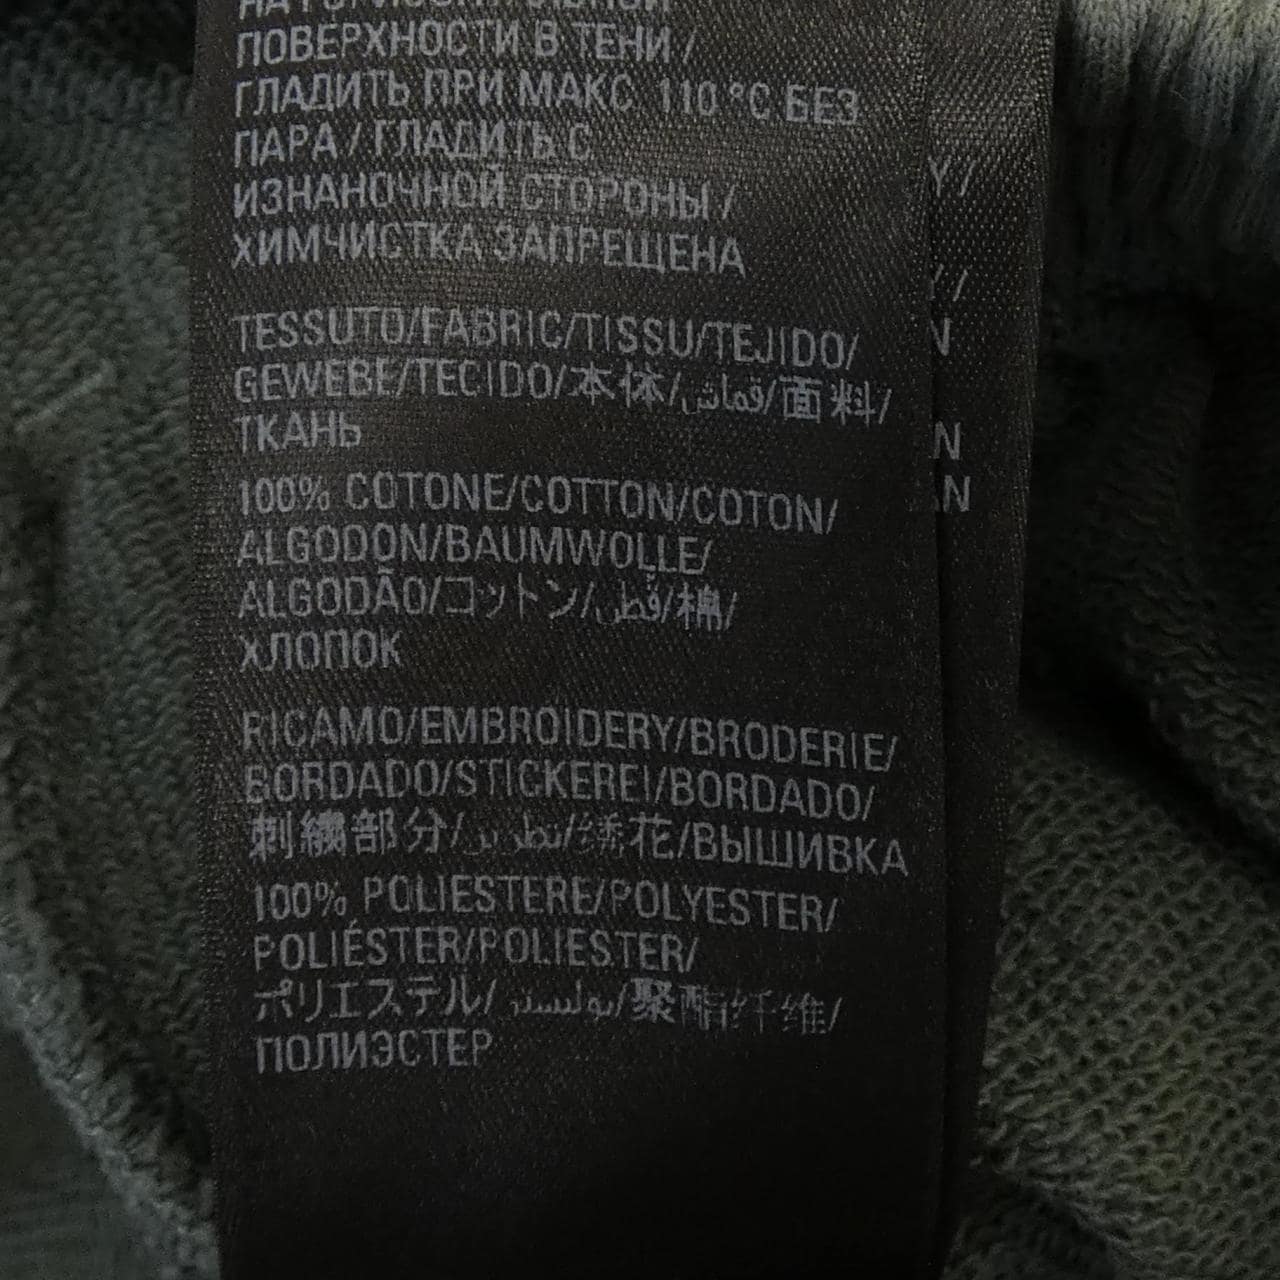 ПОВЕРХНОСТИ В ТЕНИ /
ГЛАДИТЬ ПРИ МАКС. 110 °C БЕЗ
ПАРА / ГЛАДИТЬ С
ИЗНАНОЧНОЙ СТОРОНЫ /
ХИМЧИСТКА ЗАПРЕЩЕНА
TESSUTO/FABRIC/TISSU/TEJIDO/
GEWEBE/TECIDO/本体/قماش/面料/
ТКАНЬ
100% COTONE/COTTON/COTON/
ALGODON/BAUMWOLLE/
ALGODÃO/コットン/قطن/棉/
ХЛОПОК
RICAMO/EMBROIDERY/BRODERIE/
BORDADO/STICKEREI/BORDADO/
刺繍部分/تطريز/绣花/ВЫШИВКА
100% POLIESTERE/POLYESTER/
POLIÉSTER/POLIESTER/
ポリエステル/بوليستر/聚酯纤维/
ПОЛИЭСТЕР
Y/
Y/
N
N
AN